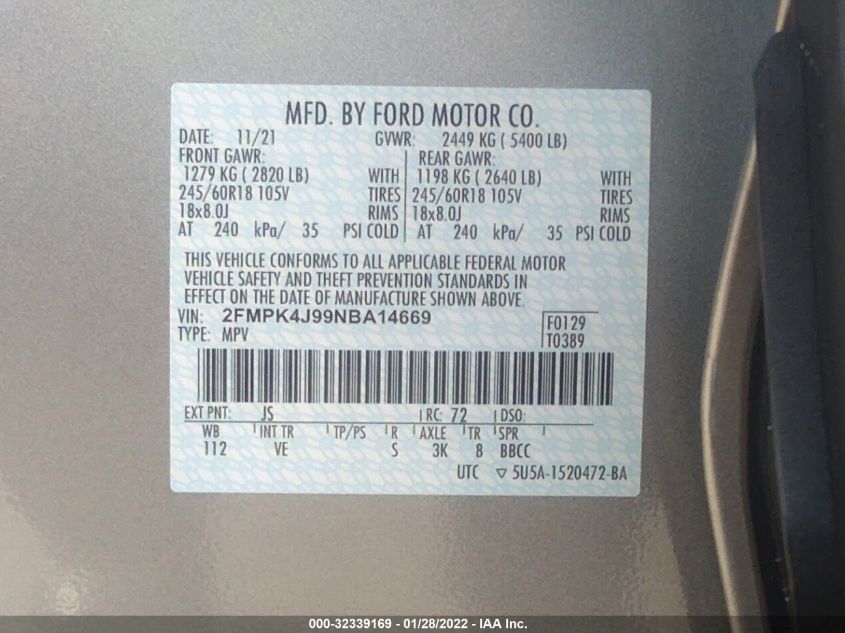 MFD. BY FORD MOTOR CO.
DATE: 11/21 GVWR: 2449 KG ( 5400 LB)
FRONT GAWR: REAR GAWR:
1279 KG ( 2820 LB) WITH 1198 KG ( 2640 LB) WITH
245/60R18 105V TIRES 245/60R18 105V TIRES
18x8.0J RIMS 18x8.0J RIMS
AT 240 kPa/ 35 PSI COLD AT 240 kPa/ 35 PSI COLD
THIS VEHICLE CONFORMS TO ALL APPLICABLE FEDERAL MOTOR
VEHICLE SAFETY AND THEFT PREVENTION STANDARDS IN
EFFECT ON THE DATE OF MANUFACTURE SHOWN ABOVE.
VIN: 2FMPK4J99NBA14669 F0129
TYPE: MPV T0389
EXT PNT: JS RC: 72 DSO:
WB INT TR TP/PS R AXLE TR SPR
112 VE S 3K 8 BBCC
UTC ▽ 5U5A-1520472-BA
000-32339169 - 01/28/2022 - IAA Inc.